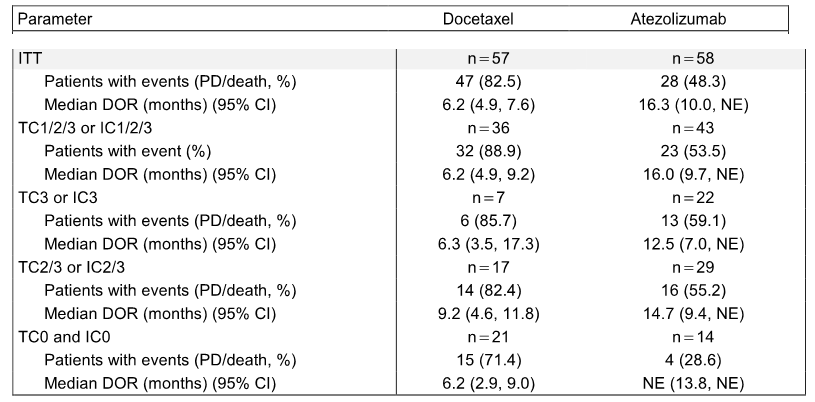 Parameter Docetaxel Atezolizumab
ITT n=57 n=58
Patients with events (PD/death, %) 47 (82.5) 28 (48.3)
Median DOR (months) (95% CI) 6.2 (4.9, 7.6) 16.3 (10.0, NE)
TC1/2/3 or IC1/2/3 n=36 n=43
Patients with event (%) 32 (88.9) 23 (53.5)
Median DOR (months) (95% CI) 6.2 (4.9, 9.2) 16.0 (9.7, NE)
TC3 or IC3 n=7 n=22
Patients with events (PD/death, %) 6 (85.7) 13 (59.1)
Median DOR (months) (95% CI) 6.3 (3.5, 17.3) 12.5 (7.0, NE)
TC2/3 or IC2/3 n=17 n=29
Patients with events (PD/death, %) 14 (82.4) 16 (55.2)
Median DOR (months) (95% CI) 9.2 (4.6, 11.8) 14.7 (9.4, NE)
TC0 and IC0 n=21 n=14
Patients with events (PD/death, %) 15 (71.4) 4 (28.6)
Median DOR (months) (95% CI) 6.2 (2.9, 9.0) NE (13.8, NE)